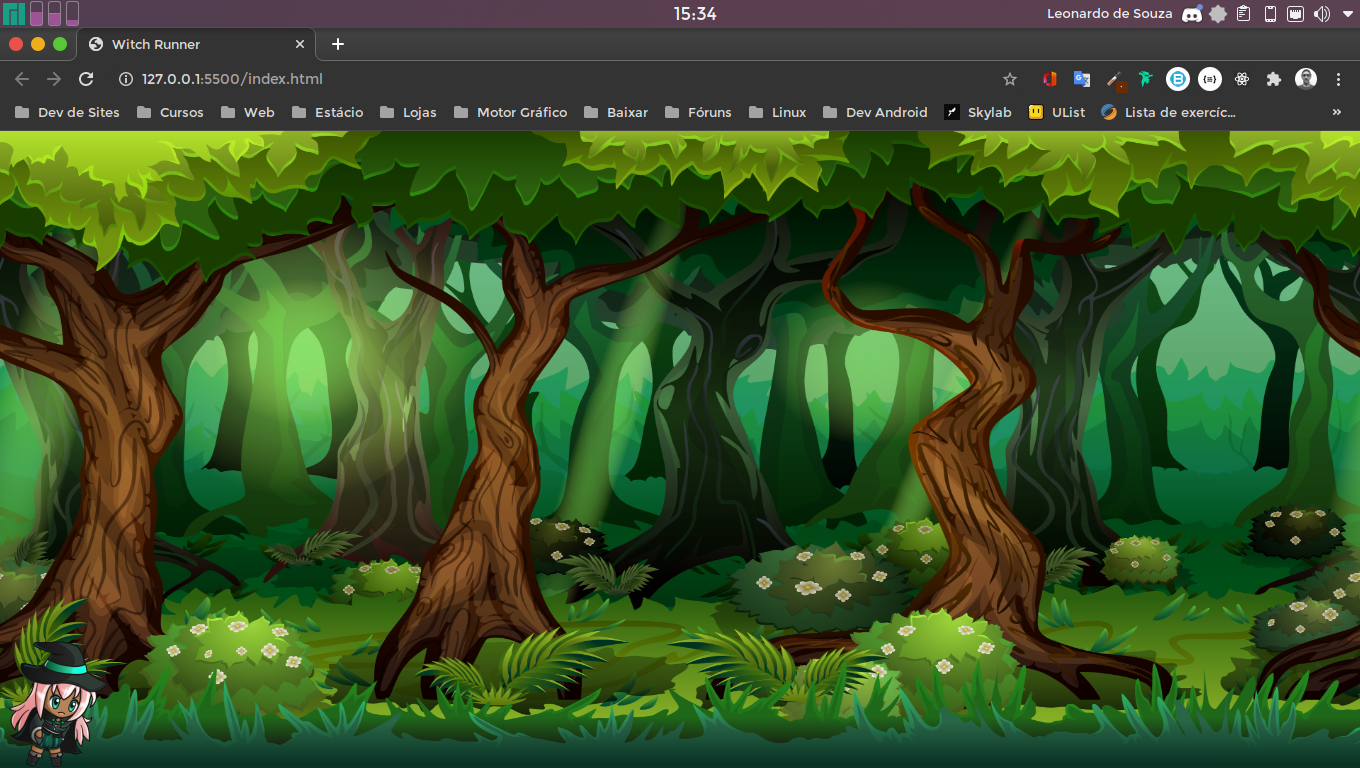 15:34
Leonardo de Souza
Witch Runner
127.0.0.1:5500/index.html
Dev de Sites Cursos Web Estácio Lojas Motor Gráfico Baixar Fóruns Linux Dev Android Skylab UList Lista de exercíc... »